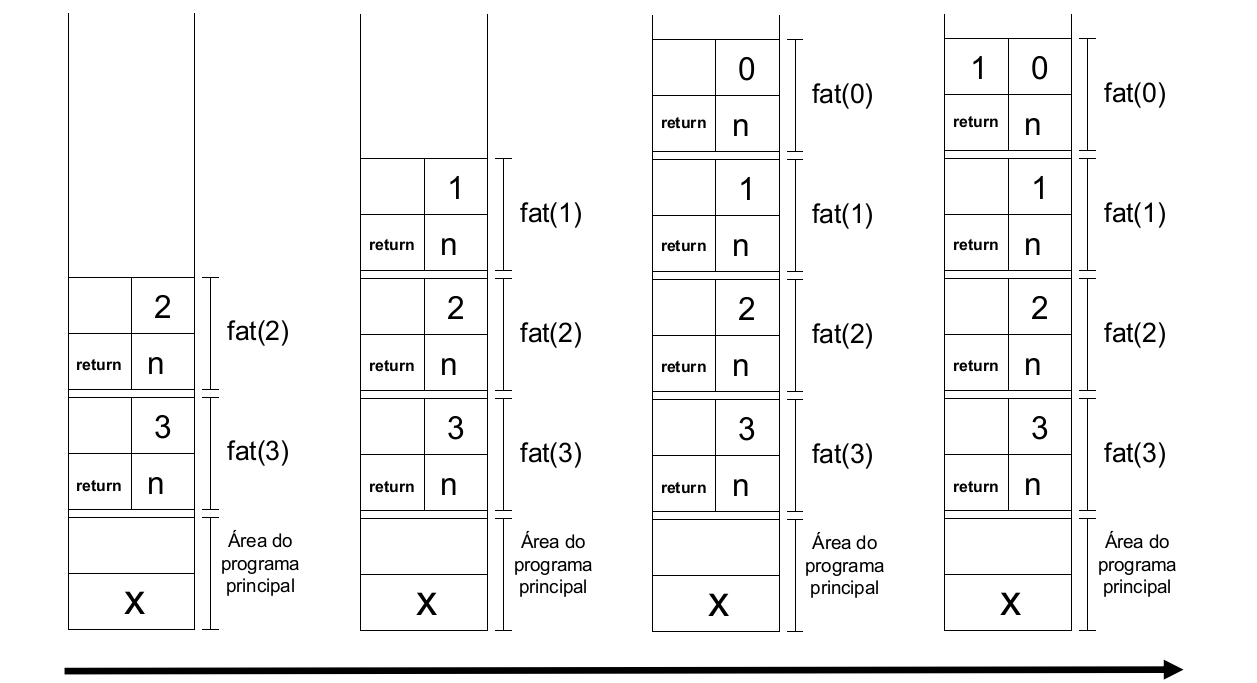 2
return n
fat(2)
3
return n
fat(3)
Área do
programa
principal
x
1
return n
fat(1)
2
return n
fat(2)
3
return n
fat(3)
Área do
programa
principal
x
0
return n
fat(0)
1
return n
fat(1)
2
return n
fat(2)
3
return n
fat(3)
Área do
programa
principal
x
1 0
return n
fat(0)
1
return n
fat(1)
2
return n
fat(2)
3
return n
fat(3)
Área do
programa
principal
x